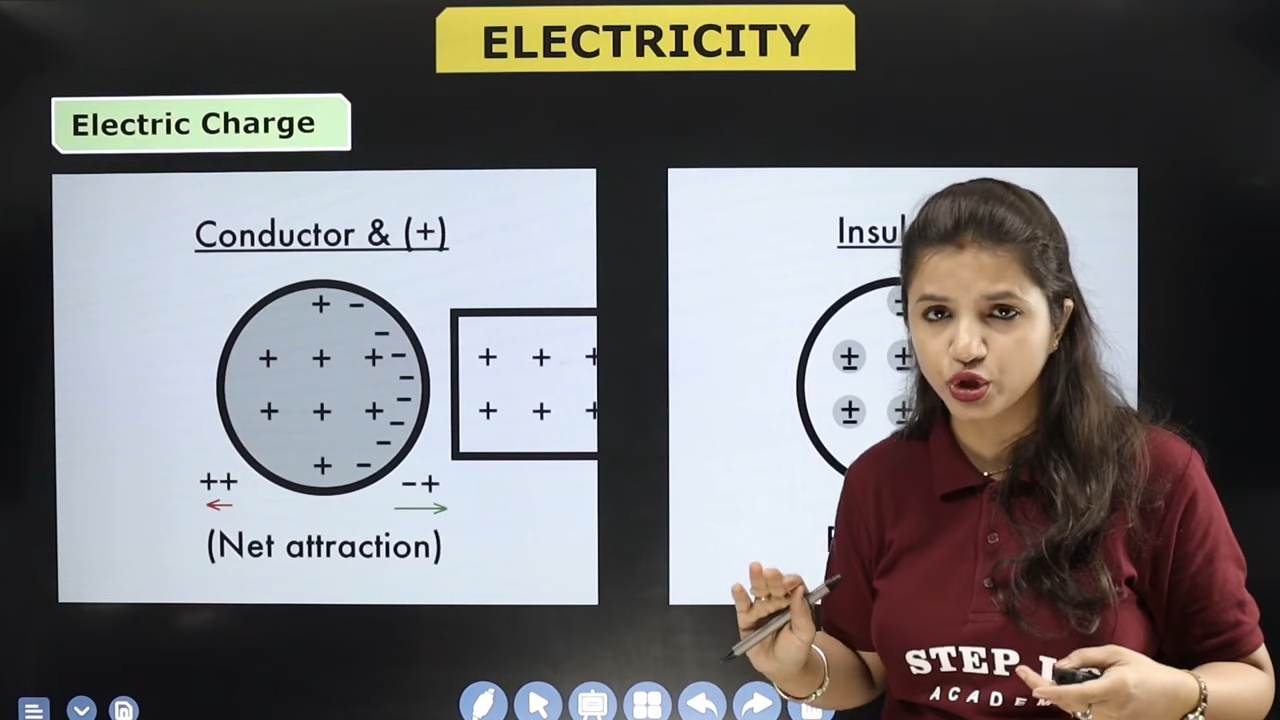 ELECTRICITY
Electric Charge
Conductor & (+)
+ -
-
+ + + -
-
-
+ + + -
-
+ -
+ + +
+ + +
++ -+
(Net attraction)
± ±
± ±
STEP
ACADEM